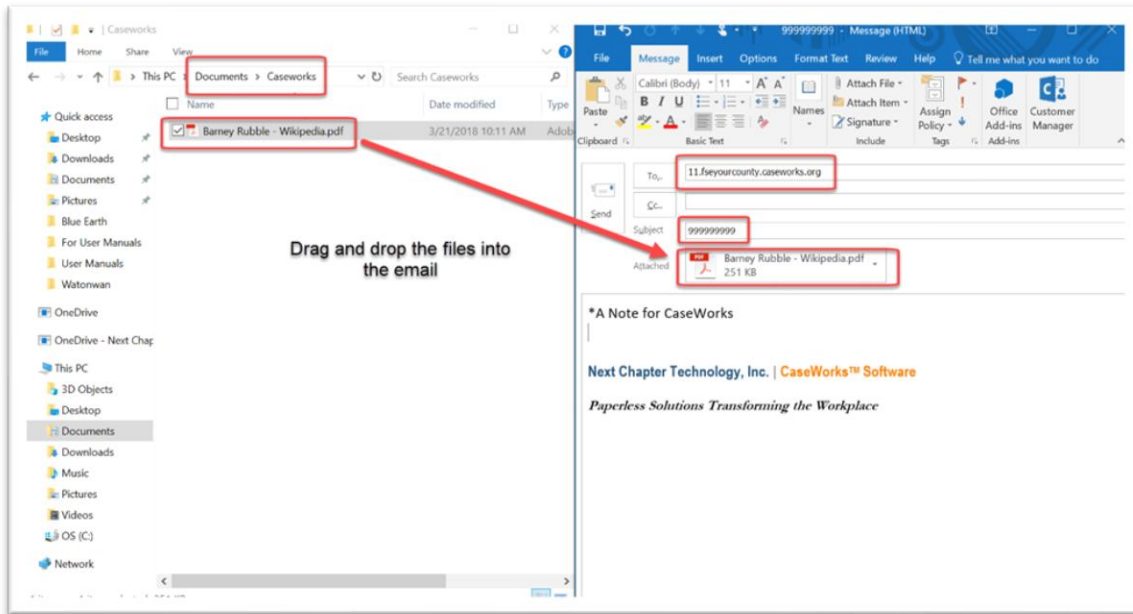 | Caseworks
File Home Share View
> This PC > Documents > Caseworks
Search Caseworks
Name Date modified Type
Quick access
Desktop
Downloads
Documents
Pictures
Blue Earth
For User Manuals
User Manuals
Watonwan
OneDrive
OneDrive - Next Chap
This PC
3D Objects
Desktop
Documents
Downloads
Music
Pictures
Videos
OS (C:)
Network
Barney Rubble - Wikipedia.pdf 3/21/2018 10:11 AM Adob
Drag and drop the files into
the email
999999999 - Message (HTML)
File Message Insert Options Format Text Review Help Tell me what you want to do
Paste
Clipboard
Calibri (Body) 11 A A
B I U
Basic Text
Names
Attach File
Attach Item
Signature
Include
Assign
Policy
Tags
Office
Add-ins
Add-ins
Customer
Manager
Send
To...
11.fseyourcounty.caseworks.org
Cc...
Subject
999999999
Attached
PDF
Barney Rubble - Wikipedia.pdf
251 KB
*A Note for CaseWorks
Next Chapter Technology, Inc. | CaseWorks™ Software
Paperless Solutions Transforming the Workplace